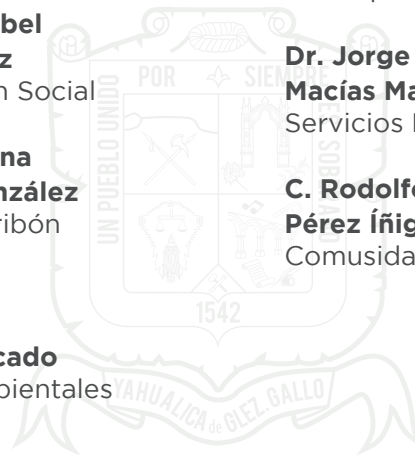 bel
z
n Social
na
nzález
ribón
cado
bientales
Dr. Jorge
Macías Ma
Servicios
C. Rodolf
Pérez Íñig
Comusida
UN PUEBLO UNIDO
POR SIEMPRE
1542
YAHUALICA de GLEZ. GALLO